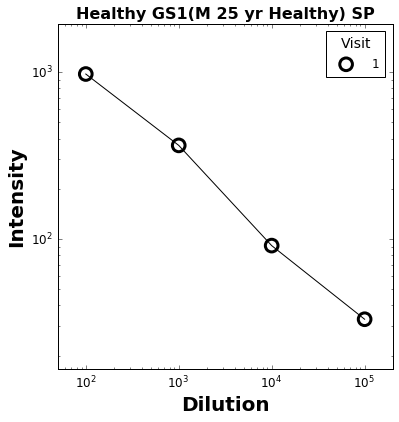 Healthy GS1(M 25 yr Healthy) SP
Visit
1
10³
10²
Intensity
10² 10³ 10⁴ 10⁵
Dilution